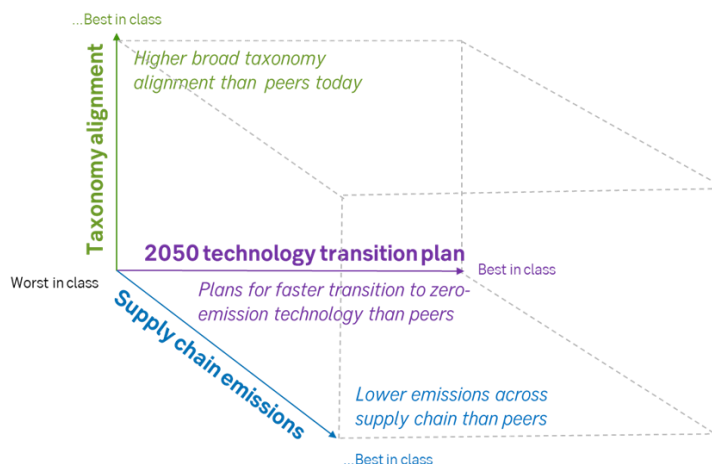 ...Best in class
Higher broad taxonomy
alignment than peers today
Taxonomy alignment
2050 technology transition plan
Best in class
Worst in class
Plans for faster transition to zero-
emission technology than peers
Supply chain emissions
Lower emissions across
supply chain than peers
...Best in class